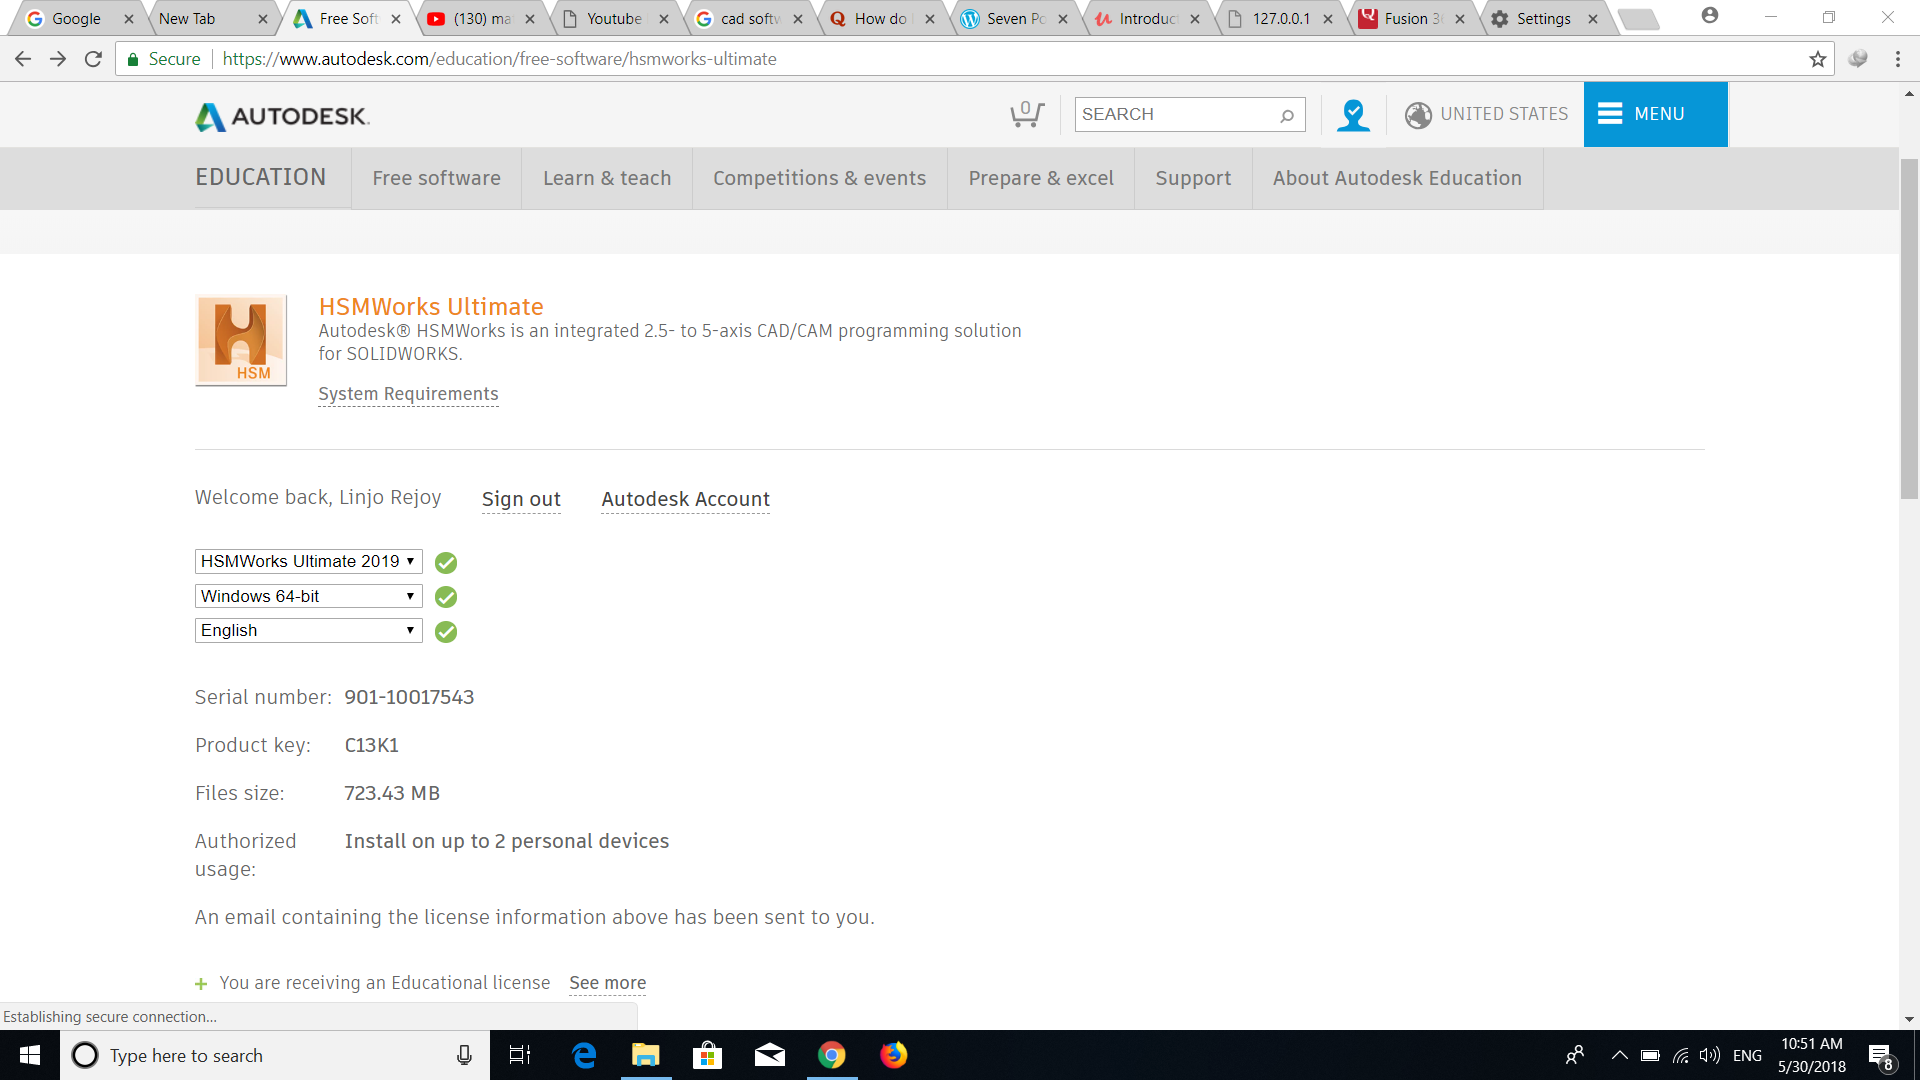 Google
New Tab
Free Soft
(130) ma
Youtube
cad softw
How do
Seven Po
Introduct
127.0.0.1
Fusion 36
Settings
Secure
https://www.autodesk.com/education/free-software/hsmworks-ultimate
AUTODESK.
0
SEARCH
UNITED STATES
MENU
EDUCATION
Free software
Learn & teach
Competitions & events
Prepare & excel
Support
About Autodesk Education
HSM
HSMWorks Ultimate
Autodesk® HSMWorks is an integrated 2.5- to 5-axis CAD/CAM programming solution
for SOLIDWORKS.
System Requirements
Welcome back, Linjo Rejoy
Sign out
Autodesk Account
HSMWorks Ultimate 2019
Windows 64-bit
English
Serial number: 901-10017543
Product key: C13K1
Files size: 723.43 MB
Authorized Install on up to 2 personal devices
usage:
An email containing the license information above has been sent to you.
+ You are receiving an Educational license See more
Establishing secure connection...
Type here to search
ENG
10:51 AM
5/30/2018
8